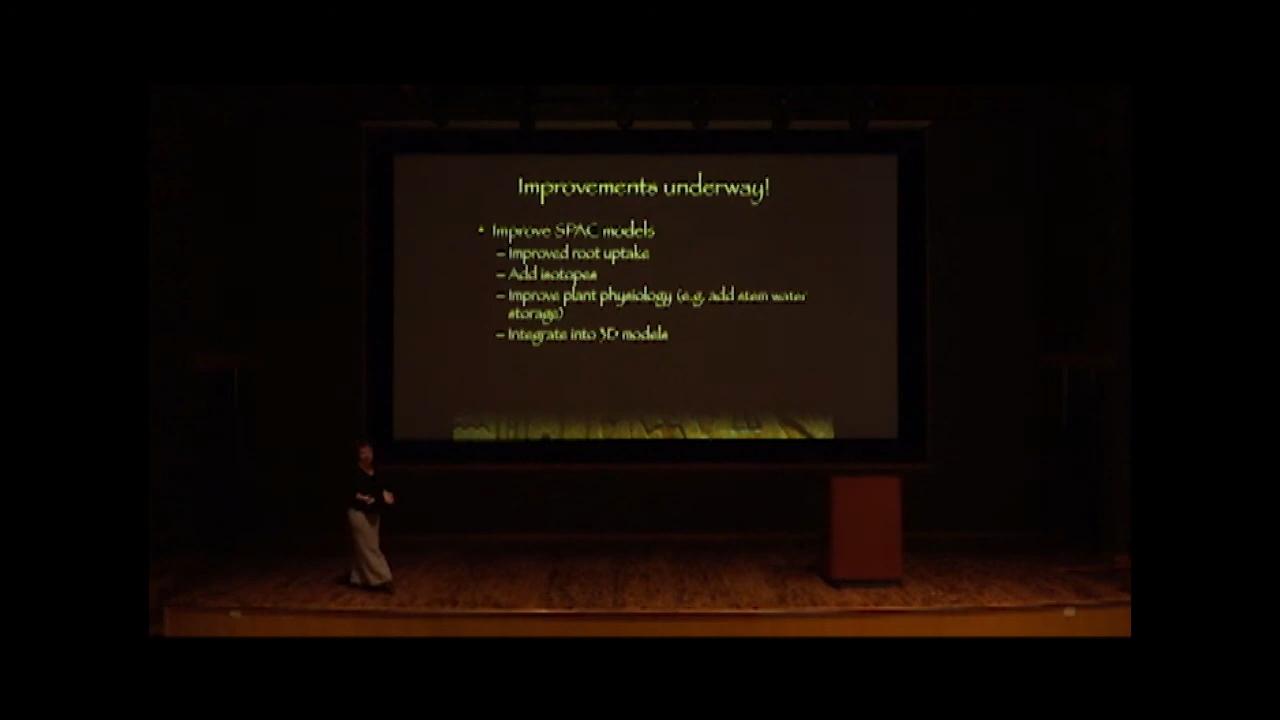 Improvements underway!
• Improve SPAC models
– Improved root uptake
– Add isotopes
– Improve plant physiology (e.g. add stem water
storage)
– Integrate into 3D models